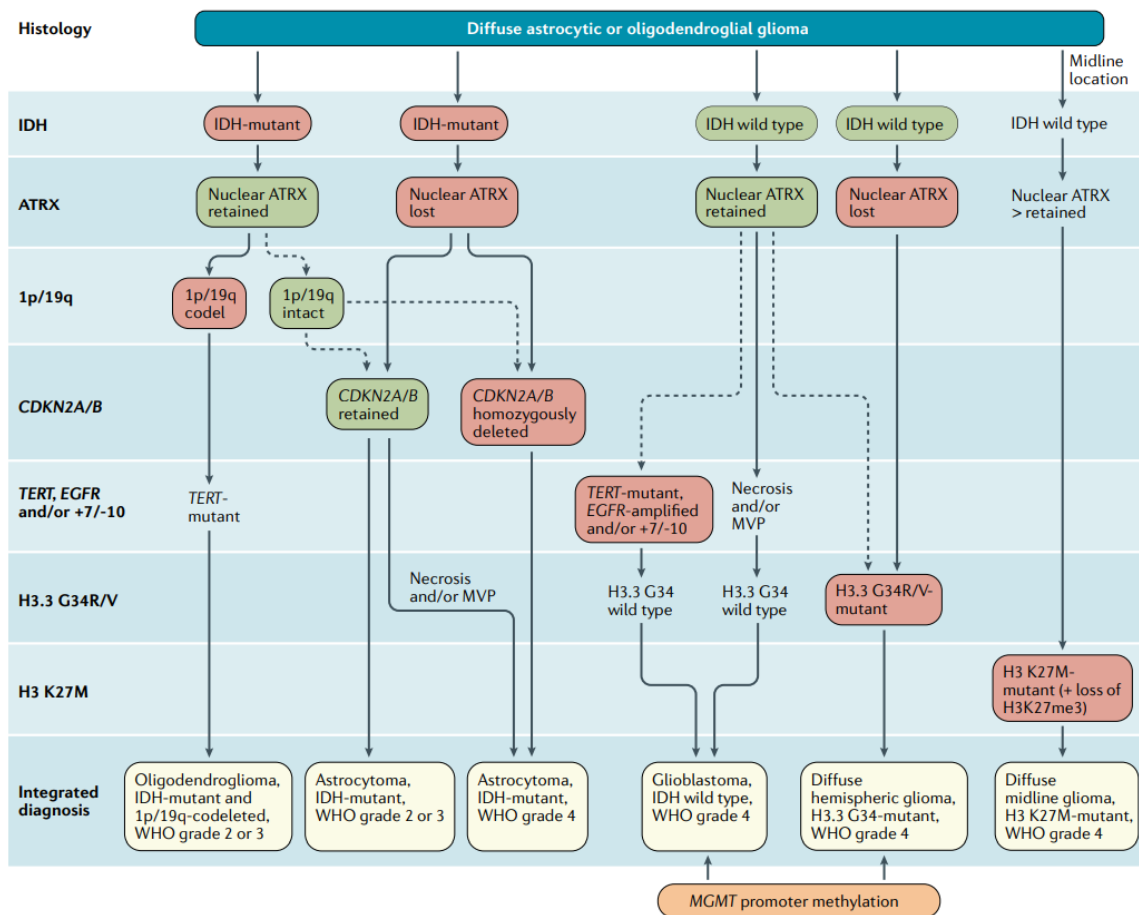 Histology
Diffuse astrocytic or oligodendroglial glioma
Midline
location
IDH
IDH-mutant
IDH-mutant
IDH wild type
IDH wild type
IDH wild type
ATRX
Nuclear ATRX
retained
Nuclear ATRX
lost
Nuclear ATRX
retained
Nuclear ATRX
lost
Nuclear ATRX
> retained
1p/19q
1p/19q
codel
1p/19q
intact
CDKN2A/B
CDKN2A/B
retained
CDKN2A/B
homozygously
deleted
TERT, EGFR
and/or +7/-10
TERT-
mutant
TERT-mutant,
EGFR-amplified
and/or +7/-10
Necrosis
and/or
MVP
H3.3 G34R/V
Necrosis
and/or MVP
H3.3 G34
wild type
H3.3 G34
wild type
H3.3 G34R/V-
mutant
H3 K27M
H3 K27M-
mutant (+ loss of
H3K27me3)
Integrated
diagnosis
Oligodendroglioma,
IDH-mutant and
1p/19q-codeleted,
WHO grade 2 or 3
Astrocytoma,
IDH-mutant,
WHO grade 2 or 3
Astrocytoma,
IDH-mutant,
WHO grade 4
Glioblastoma,
IDH wild type,
WHO grade 4
Diffuse
hemispheric glioma,
H3.3 G34-mutant,
WHO grade 4
Diffuse
midline glioma,
H3 K27M-mutant,
WHO grade 4
MGMT promoter methylation